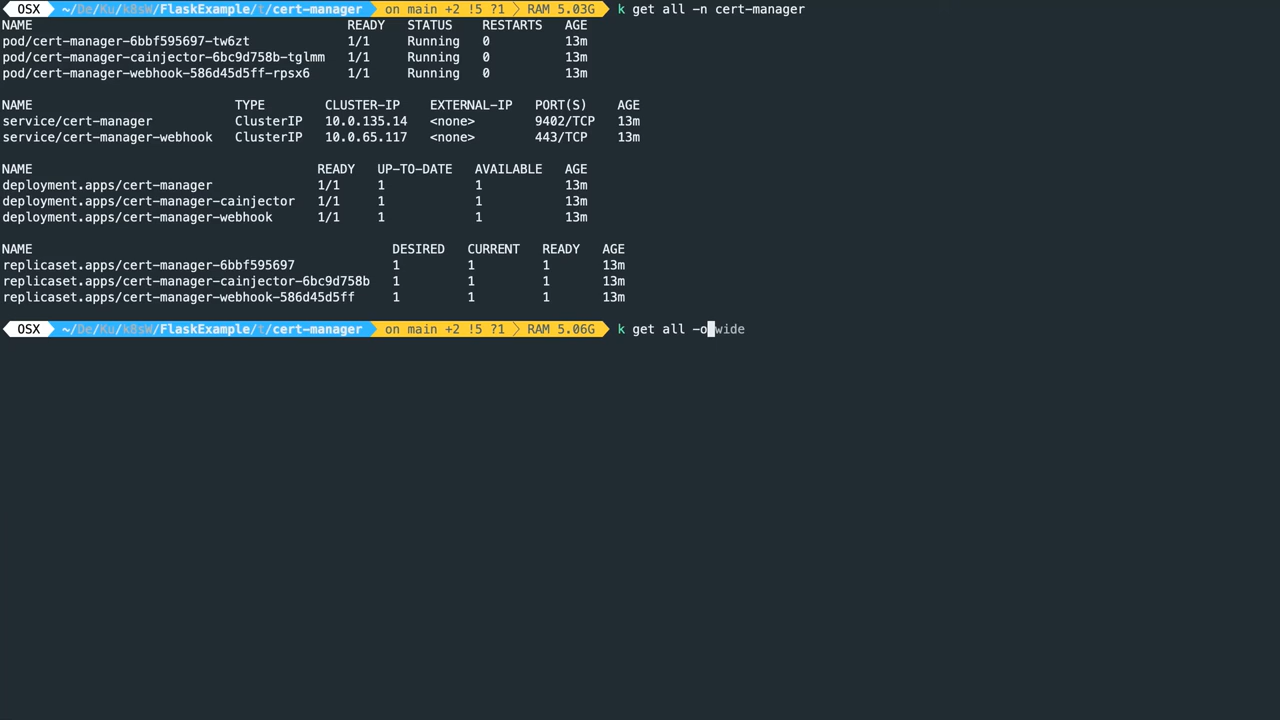 OSX ~/De/Ku/k8sW/FlaskExample/t/cert-manager on main +2 !5 ?1 RAM 5.03G k get all -n cert-manager
NAME READY STATUS RESTARTS AGE
pod/cert-manager-6bbf595697-tw6zt 1/1 Running 0 13m
pod/cert-manager-cainjector-6bc9d758b-tglmm 1/1 Running 0 13m
pod/cert-manager-webhook-586d45d5ff-rpsx6 1/1 Running 0 13m
NAME TYPE CLUSTER-IP EXTERNAL-IP PORT(S) AGE
service/cert-manager ClusterIP 10.0.135.14 <none> 9402/TCP 13m
service/cert-manager-webhook ClusterIP 10.0.65.117 <none> 443/TCP 13m
NAME READY UP-TO-DATE AVAILABLE AGE
deployment.apps/cert-manager 1/1 1 1 13m
deployment.apps/cert-manager-cainjector 1/1 1 1 13m
deployment.apps/cert-manager-webhook 1/1 1 1 13m
NAME DESIRED CURRENT READY AGE
replicaset.apps/cert-manager-6bbf595697 1 1 1 13m
replicaset.apps/cert-manager-cainjector-6bc9d758b 1 1 1 13m
replicaset.apps/cert-manager-webhook-586d45d5ff 1 1 1 13m
OSX ~/De/Ku/k8sW/FlaskExample/t/cert-manager on main +2 !5 ?1 RAM 5.06G k get all -o wide